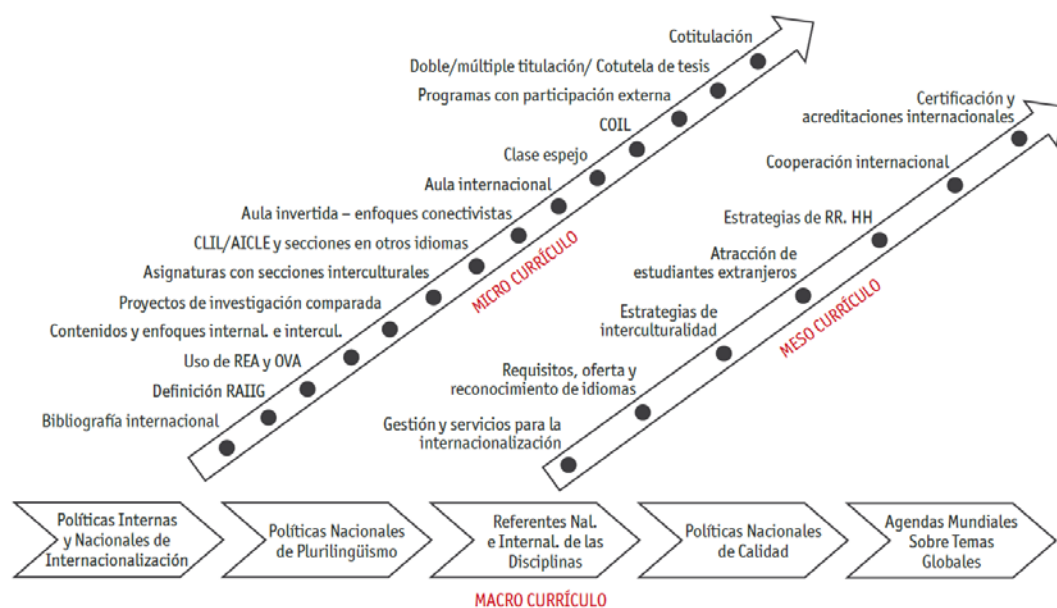 Cotitulación
Doble/múltiple titulación/ Cotutela de tesis
Programas con participación externa
COIL
Clase espejo
Aula internacional
Aula invertida – enfoques conectivistas
CLIL/AICLE y secciones en otros idiomas
Asignaturas con secciones interculturales
Proyectos de investigación comparada
Contenidos y enfoques internal. e intercul.
Uso de REA y OVA
Definición RAIIG
Bibliografía internacional
MICRO CURRÍCULO
Certificación y
acreditaciones internacionales
Cooperación internacional
Estrategias de RR. HH
Atracción de
estudiantes extranjeros
Estrategias de
interculturalidad
Requisitos, oferta y
reconocimiento de idiomas
Gestión y servicios para la
internacionalización
MESO CURRÍCULO
Políticas Internas
y Nacionales de
Internacionalización
Políticas Nacionales
de Plurilingüismo
Referentes Nal.
e Internal. de las
Disciplinas
Políticas Nacionales
de Calidad
Agendas Mundiales
Sobre Temas
Globales
MACRO CURRÍCULO